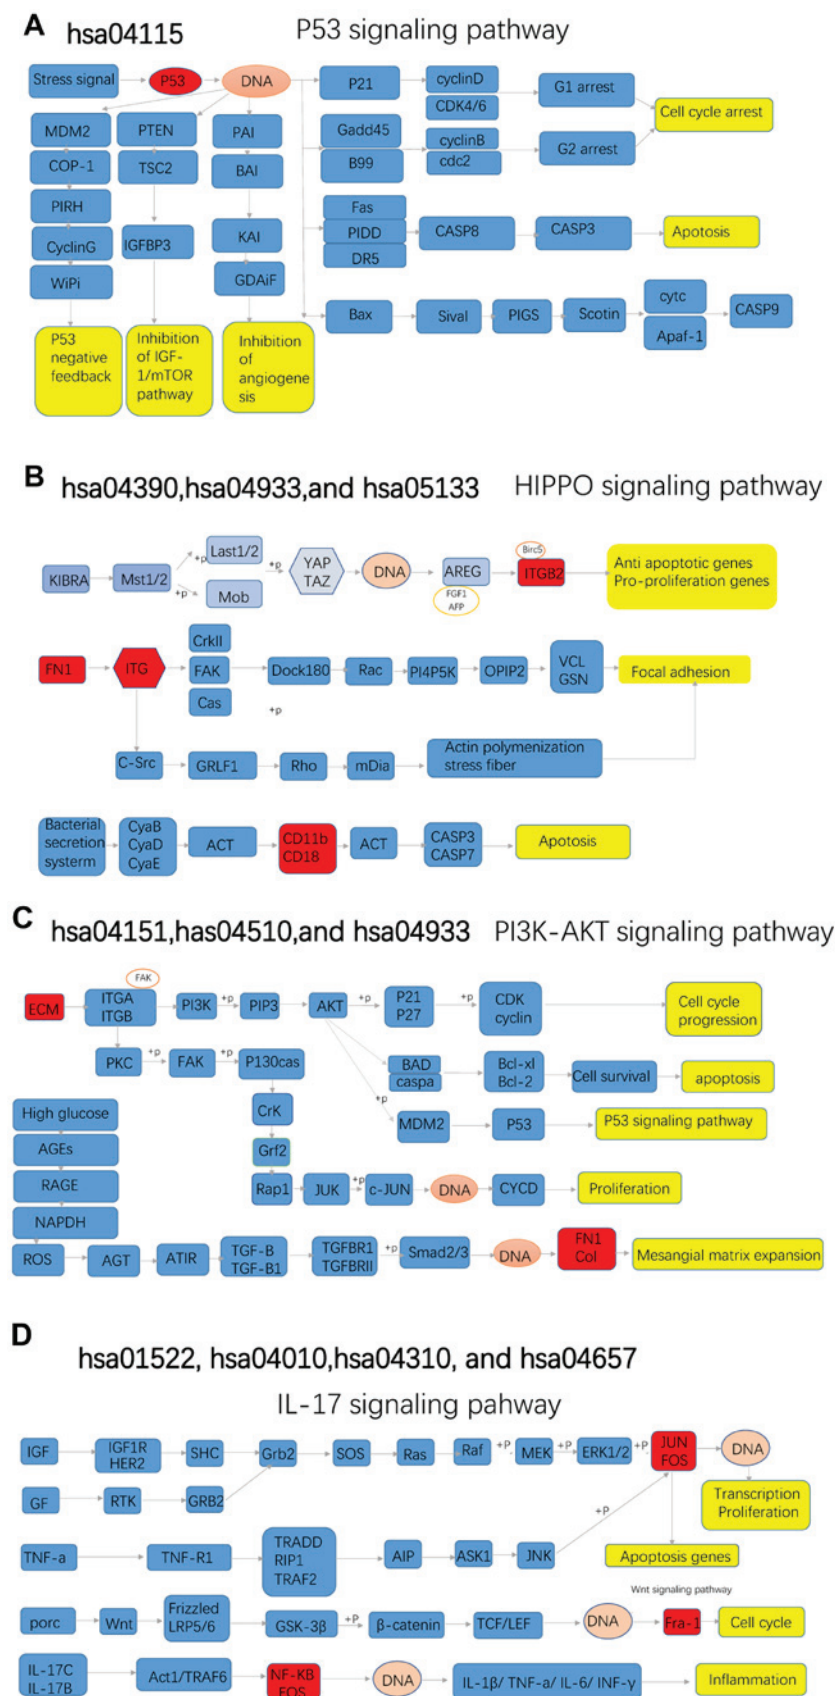 A
hsa04115 P53 signaling pathway
Stress signal P53 DNA P21 cyclinD G1 arrest
CDK4/6 Cell cycle arrest
MDM2 PTEN PAI Gadd45 cyclinB G2 arrest
COP-1 TSC2 BAI B99 cdc2
PIRH Fas
CyclinG IGFBP3 KAI PIDD CASP8 CASP3 Apotosis
WiPi GDAiF DR5
Bax Sival PIGS Scotin cytc CASP9
Apaf-1
P53
negative
feedback
Inhibition
of IGF-
1/mTOR
pathway
Inhibition
of
angiogene
sis
B
hsa04390,hsa04933,and hsa05133 HIPPO signaling pathway
KIBRA Mst1/2 +p Last1/2 +p YAP DNA AREG Birc5 Anti apoptotic genes
+p Mob TAZ FGF1 ITGB2 Pro-proliferation genes
AFP
CrkII
FN1 ITG FAK Dock180 Rac PI4P5K OPIP2 VCL Focal adhesion
GSN
Cas +p
C-Src GRLF1 Rho mDia Actin polymenization
stress fiber
Bacterial
secretion
systerm
CyaB
CyaD
CyaE
ACT
CD11b
CD18
ACT
CASP3
CASP7
Apotosis
C
hsa04151,has04510,and hsa04933 PI3K-AKT signaling pathway
FAK
ECM ITGA PI3K +p PIP3 AKT +p P21 +p CDK Cell cycle
ITGB P27 cyclin progression
PKC +p FAK +p P130cas BAD Bcl-xl Cell survival apoptosis
caspa Bcl-2
+p
High glucose CrK MDM2 P53 P53 signaling pathway
AGEs Grf2
RAGE Rap1 JUK +p c-JUN DNA CYCD Proliferation
NAPDH
ROS AGT ATIR TGF-B TGFBR1 +p Smad2/3 DNA FN1 Mesangial matrix expansion
TGF-B1 TGFBRII Col
D
hsa01522, hsa04010,hsa04310, and hsa04657
IL-17 signaling pahway
IGF IGF1R SHC Grb2 SOS Ras Raf +P MEK +P ERK1/2 +P JUN DNA
HER2 FOS
GF RTK GRB2 Transcription
Proliferation
+P
TNF-a TNF-R1 TRADD AIP ASK1 JNK Apoptosis genes
RIP1
TRAF2
Wnt signaling pathway
porc Wnt Frizzled GSK-3β +P β-catenin TCF/LEF DNA Fra-1 Cell cycle
LRP5/6
IL-17C Act1/TRAF6 NF-KB DNA IL-1β/ TNF-a/ IL-6/ INF-γ Inflammation
IL-17B FOS